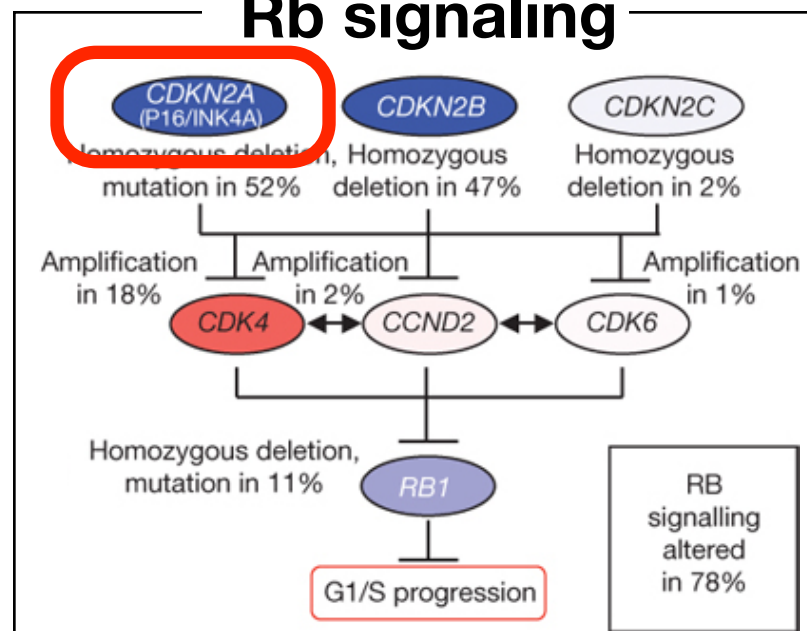 Rb signaling
CDKN2A
(P16/INK4A)
CDKN2B
CDKN2C
Homozygous deletion,
mutation in 52%
Homozygous
deletion in 47%
Homozygous
deletion in 2%
Amplification
in 18%
Amplification
in 2%
Amplification
in 1%
CDK4
CCND2
CDK6
Homozygous deletion,
mutation in 11%
RB1
RB
signalling
altered
in 78%
G1/S progression